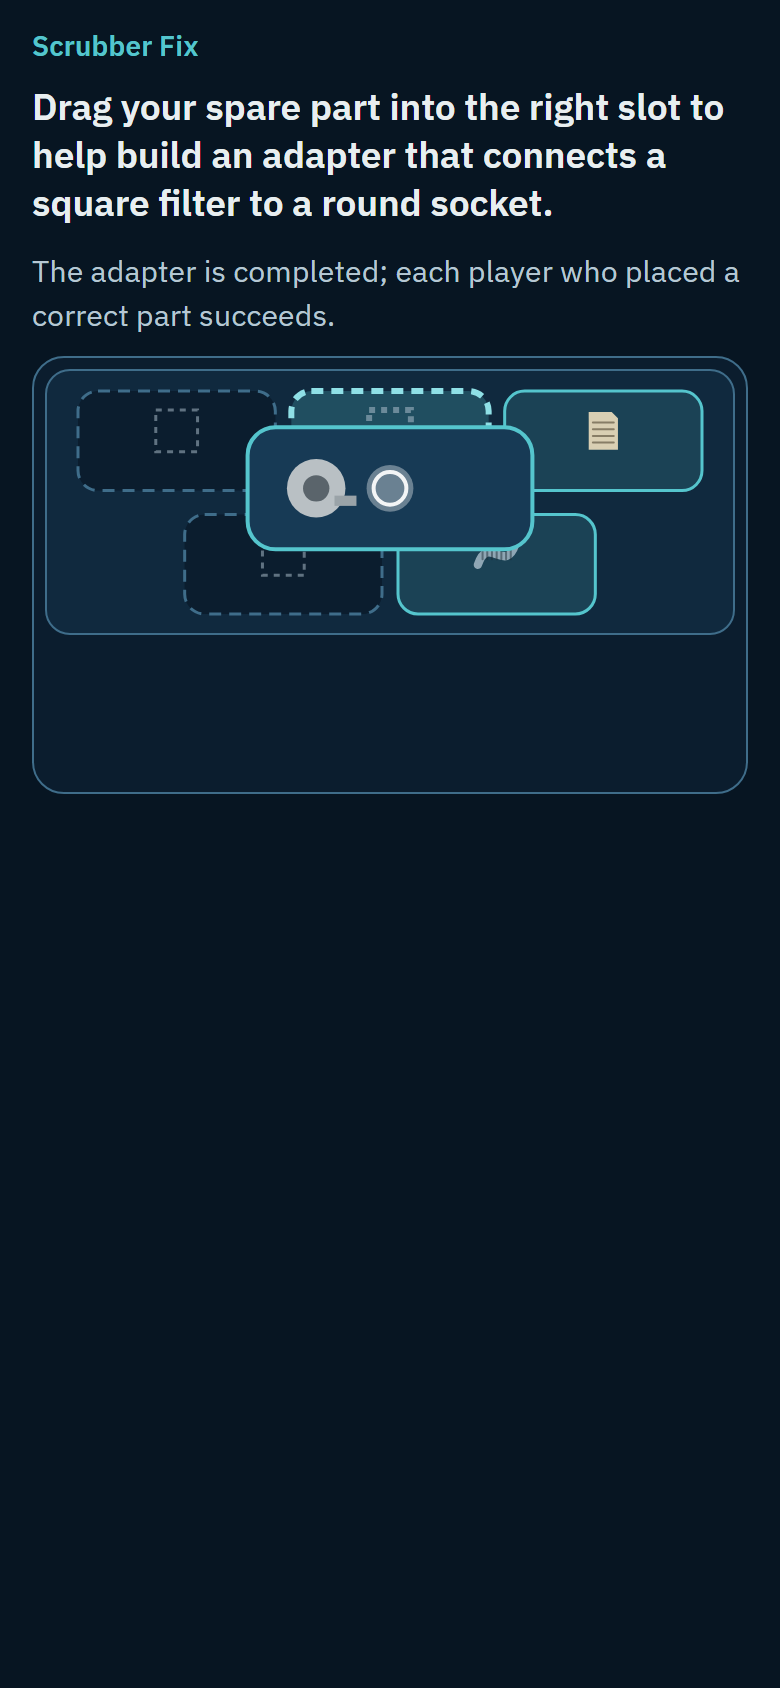 Scrubber Fix
Drag your spare part into the right slot to
help build an adapter that connects a
square filter to a round socket.
The adapter is completed; each player who placed a
correct part succeeds.